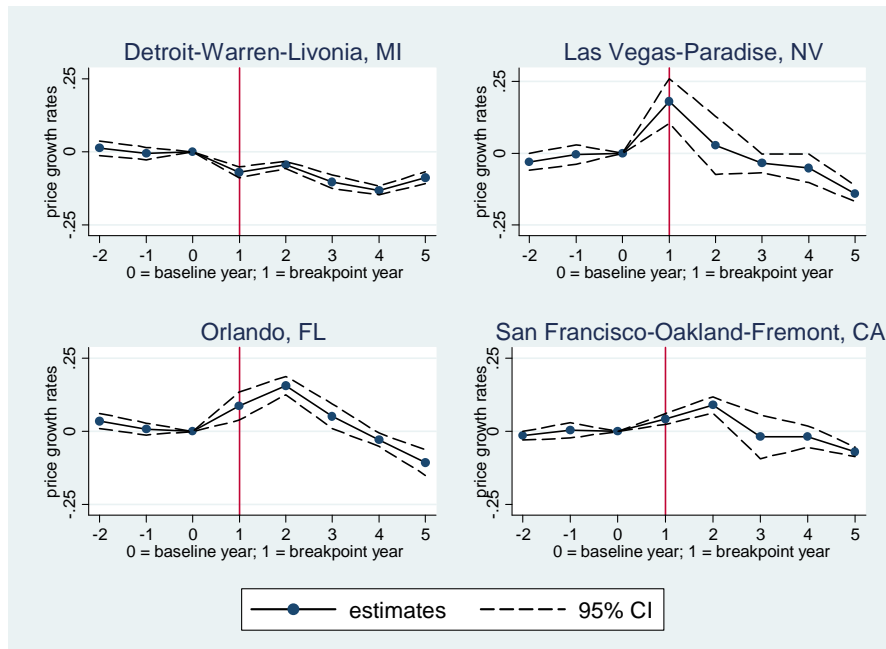 Detroit-Warren-Livonia, MI
price growth rates
.25
0
-.25
-2 -1 0 1 2 3 4 5
0 = baseline year; 1 = breakpoint year
Las Vegas-Paradise, NV
price growth rates
.25
0
-.25
-2 -1 0 1 2 3 4 5
0 = baseline year; 1 = breakpoint year
Orlando, FL
price growth rates
.25
0
-.25
-2 -1 0 1 2 3 4 5
0 = baseline year; 1 = breakpoint year
San Francisco-Oakland-Fremont, CA
price growth rates
.25
0
-.25
-2 -1 0 1 2 3 4 5
0 = baseline year; 1 = breakpoint year
estimates 95% CI